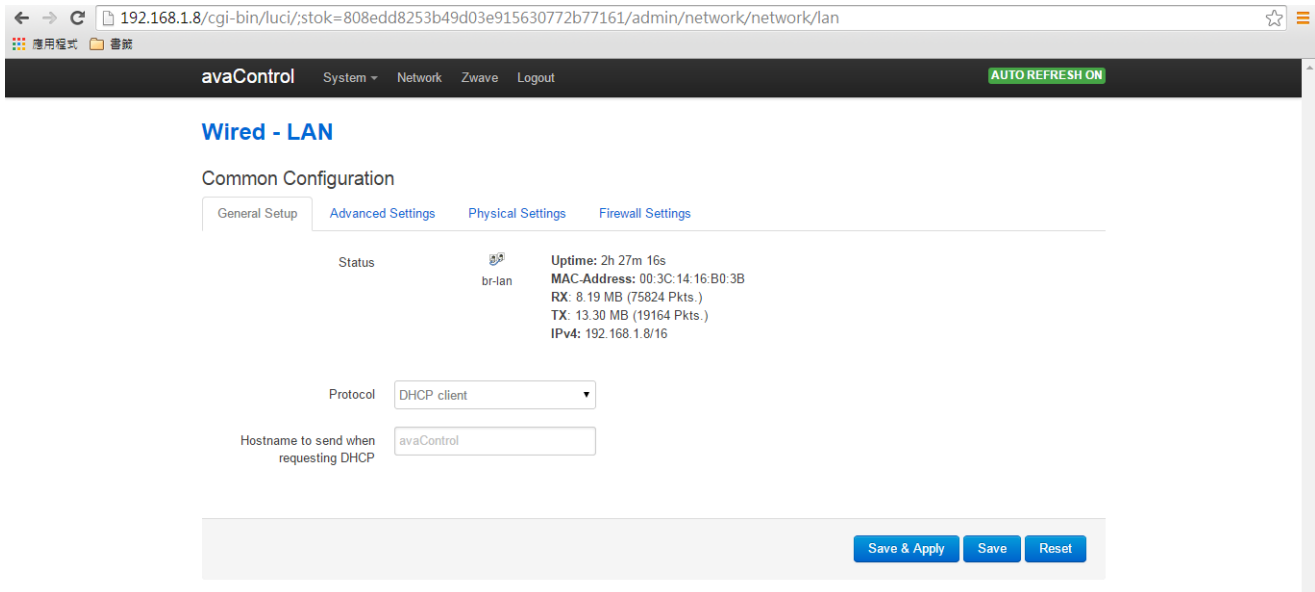 192.168.1.8/cgi-bin/luci/;stok=808edd8253b49d03e915630772b77161/admin/network/network/lan
應用程式 書籤
avaControl System Network Zwave Logout AUTO REFRESH ON
Wired - LAN
Common Configuration
General Setup Advanced Settings Physical Settings Firewall Settings
Status
br-lan
Uptime: 2h 27m 16s
MAC-Address: 00:3C:14:16:B0:3B
RX: 8.19 MB (75824 Pkts.)
TX: 13.30 MB (19164 Pkts.)
IPv4: 192.168.1.8/16
Protocol DHCP client
Hostname to send when
requesting DHCP
avaControl
Save & Apply Save Reset